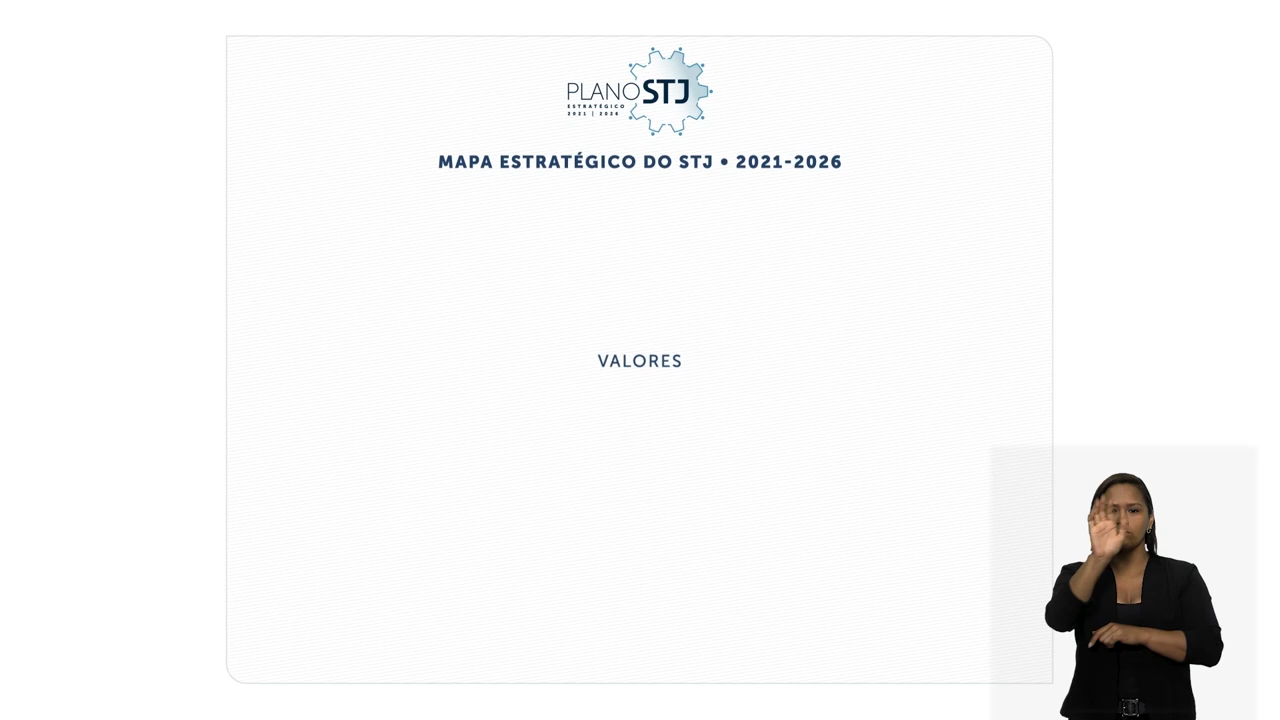 PLANO STJ
ESTRATÉGICO
2021 | 2026
MAPA ESTRATÉGICO DO STJ • 2021-2026
VALORES